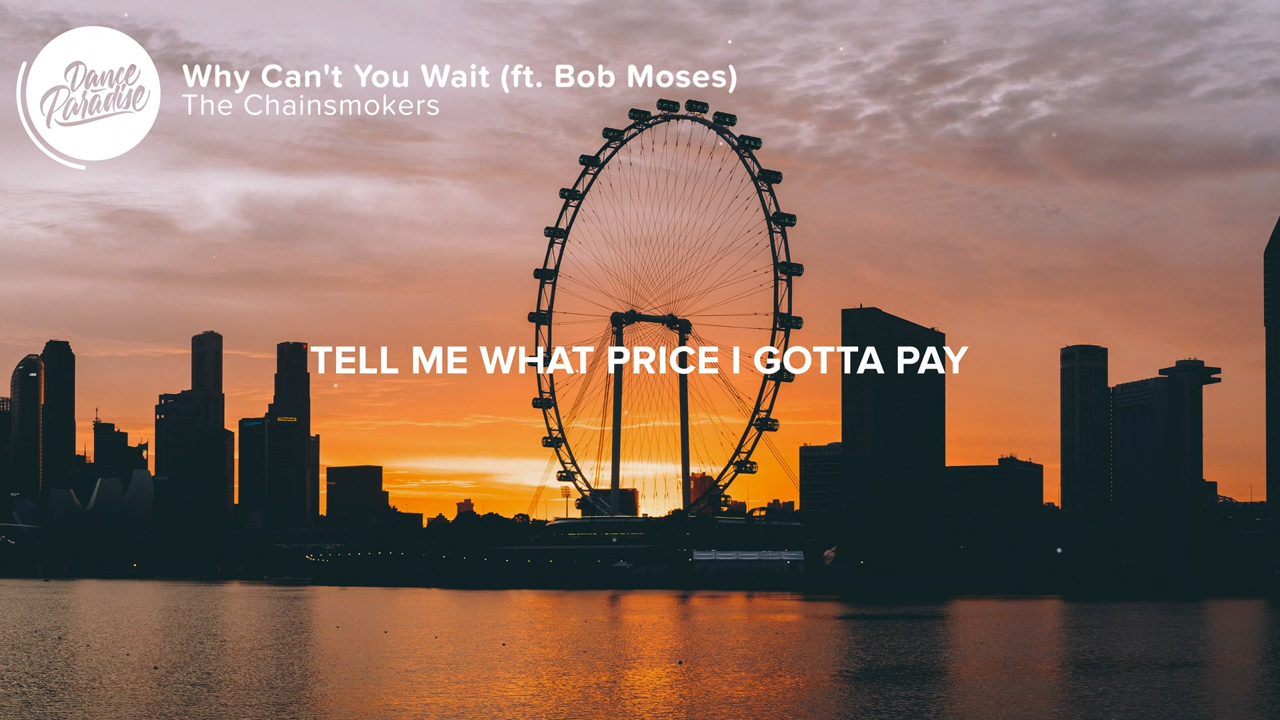 Dance
Paradise
Why Can't You Wait (ft. Bob Moses)
The Chainsmokers
TELL ME WHAT PRICE I GOTTA PAY